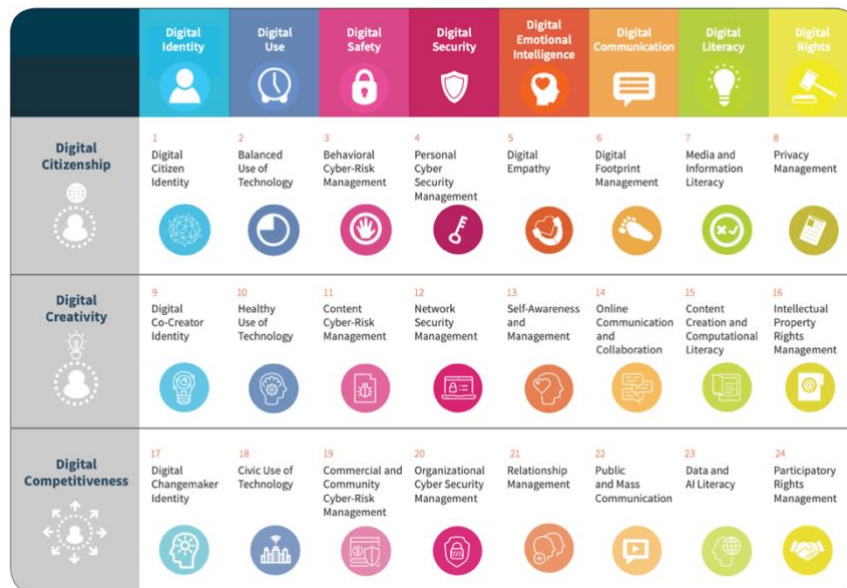 Digital
Identity
Digital
Use
Digital
Safety
Digital
Security
Digital
Emotional
Intelligence
Digital
Communication
Digital
Literacy
Digital
Rights
Digital
Citizenship
1
Digital
Citizen
Identity
2
Balanced
Use of
Technology
3
Behavioral
Cyber-Risk
Management
4
Personal
Cyber
Security
Management
5
Digital
Empathy
6
Digital
Footprint
Management
7
Media and
Information
Literacy
8
Privacy
Management
Digital
Creativity
9
Digital
Co-Creator
Identity
10
Healthy
Use of
Technology
11
Content
Cyber-Risk
Management
12
Network
Security
Management
13
Self-Awareness
and
Management
14
Online
Communication
and
Collaboration
15
Content
Creation and
Computational
Literacy
16
Intellectual
Property
Rights
Management
@
Digital
Competitiveness
17
Digital
Changemaker
Identity
18
Civic Use of
Technology
19
Commercial and
Community
Cyber-Risk
Management
20
Organizational
Cyber Security
Management
21
Relationship
Management
22
Public
and Mass
Communication
23
Data and
AI Literacy
24
Participatory
Rights
Management